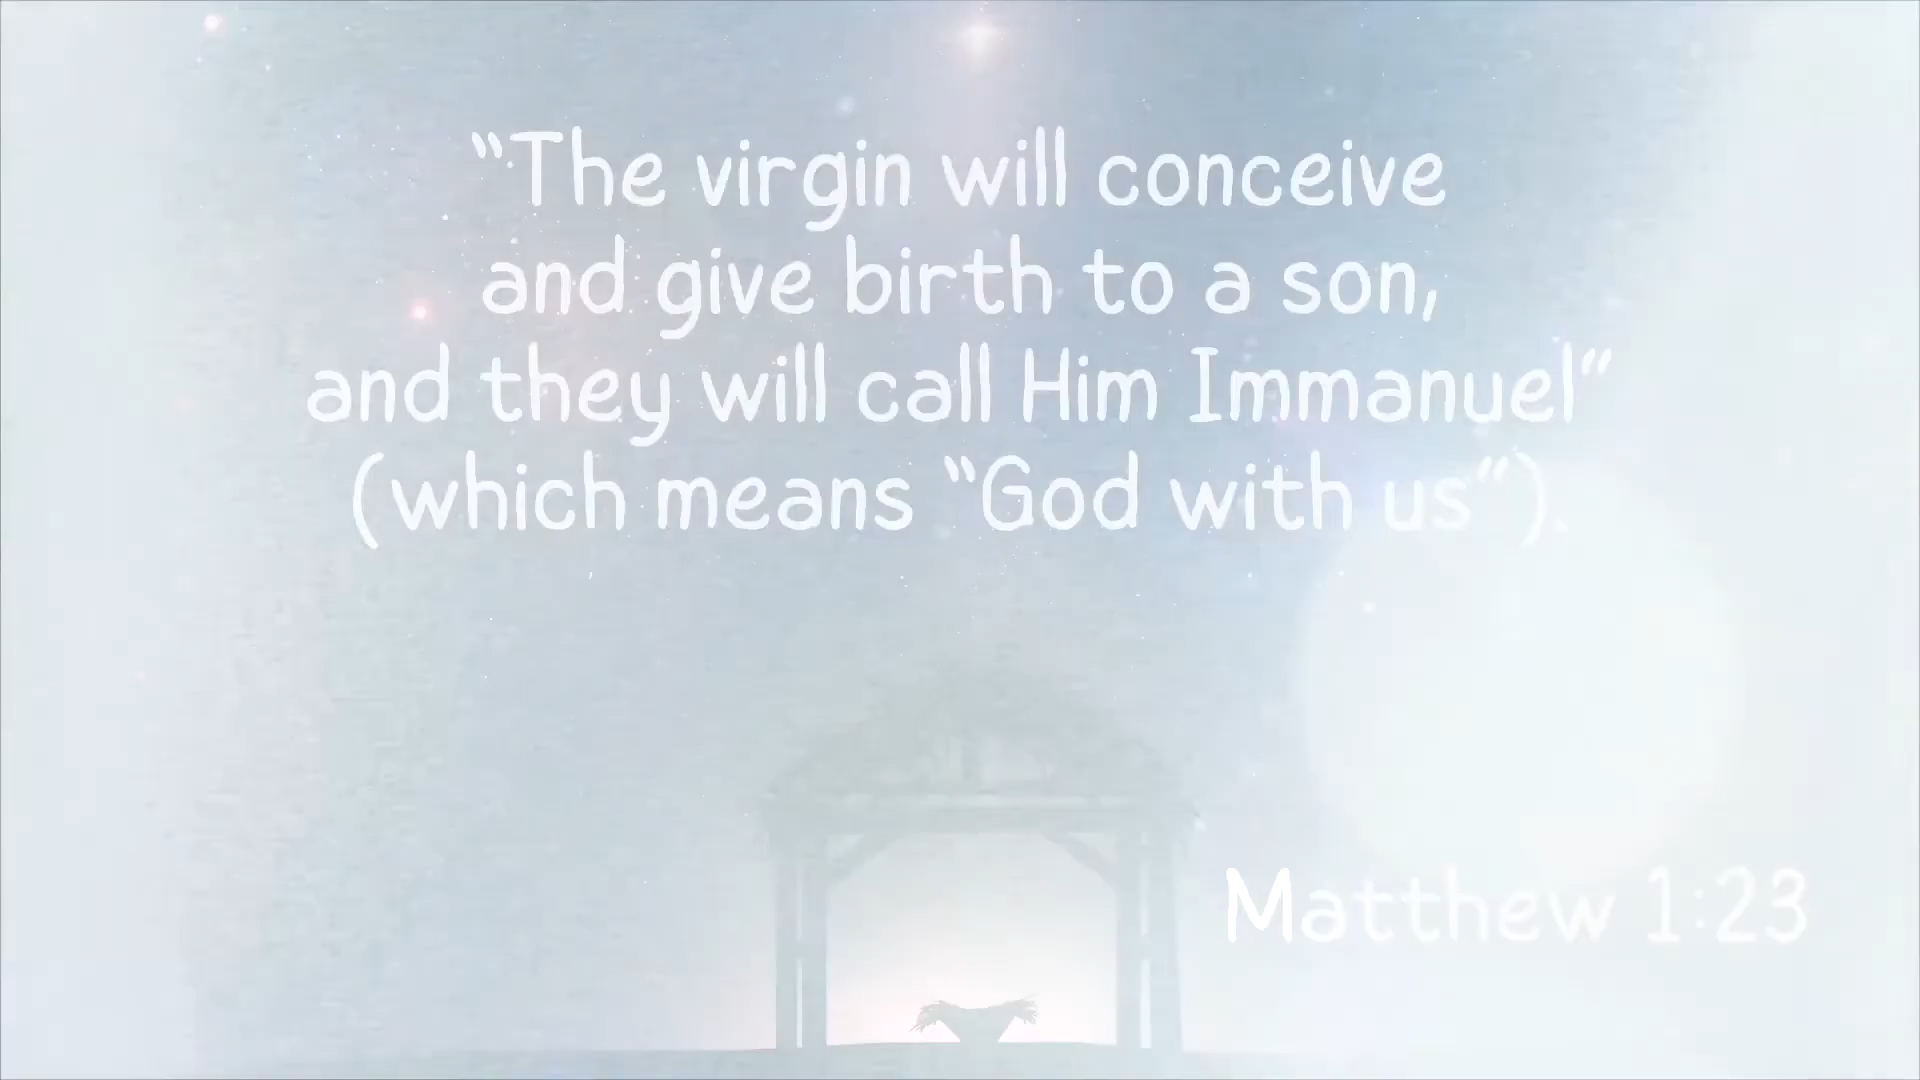 “The virgin will conceive
and give birth to a son,
and they will call Him Immanuel”
(which means “God with us”).
Matthew 1:23